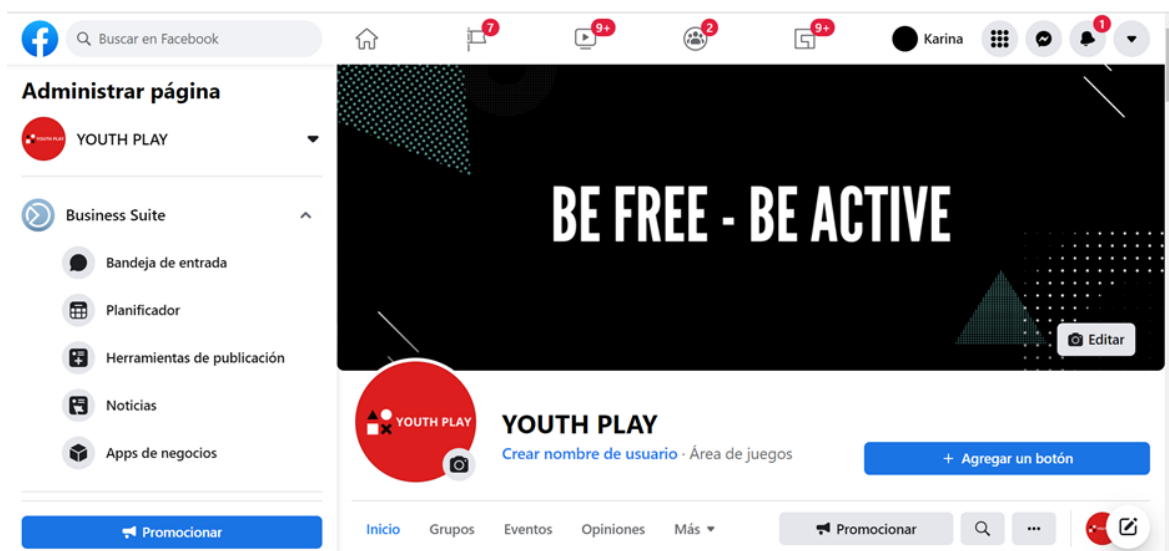 Buscar en Facebook
7
9+
2
9+
Karina
1
Administrar página
YOUTH PLAY
YOUTH PLAY
Business Suite
Bandeja de entrada
Planificador
Herramientas de publicación
Noticias
Apps de negocios
Promocionar
BE FREE - BE ACTIVE
Editar
YOUTH PLAY
YOUTH PLAY
Crear nombre de usuario · Área de juegos
+ Agregar un botón
Inicio Grupos Eventos Opiniones Más
Promocionar